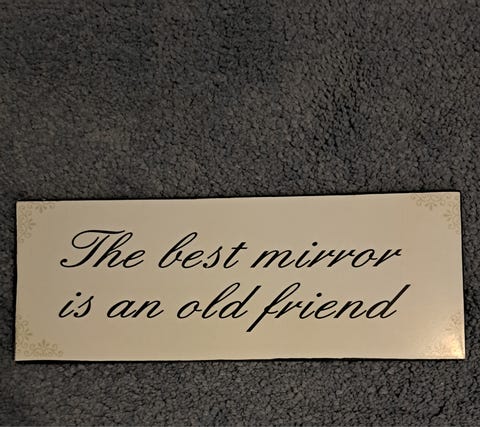 The best mirror
is an old friend